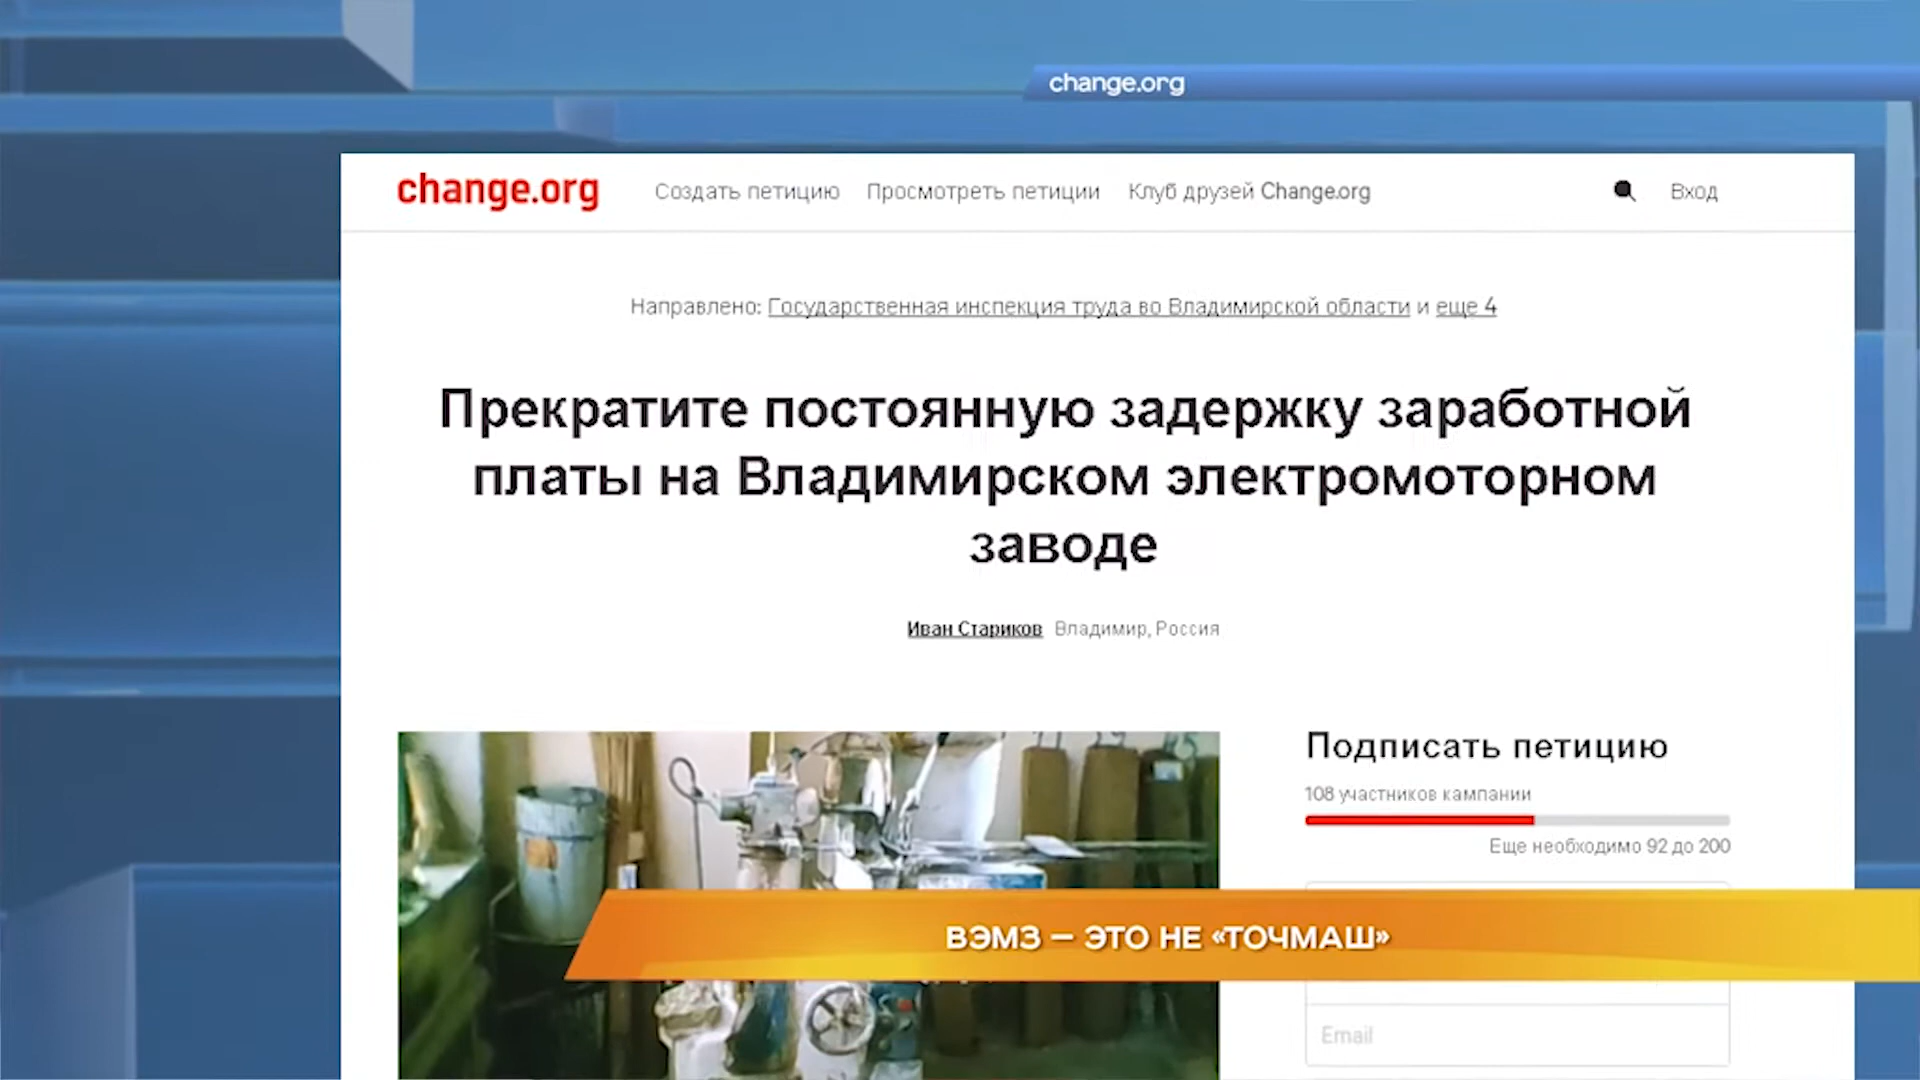 change.org
change.org
Создать петицию Просмотреть петиции Клуб друзей Change.org Вход
Направлено: Государственная инспекция труда во Владимирской области и еще 4
Прекратите постоянную задержку заработной
платы на Владимирском электромоторном
заводе
Иван Стариков Владимир, Россия
Подписать петицию
108 участников кампании
Еще необходимо 92 до 200
ВЭМЗ – ЭТО НЕ «ТОЧМАШ»
Email